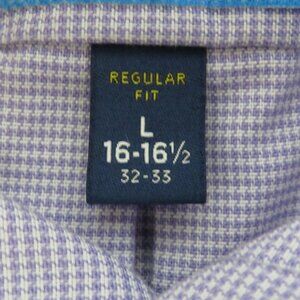 REGULAR
FIT
L
16-16½
32-33